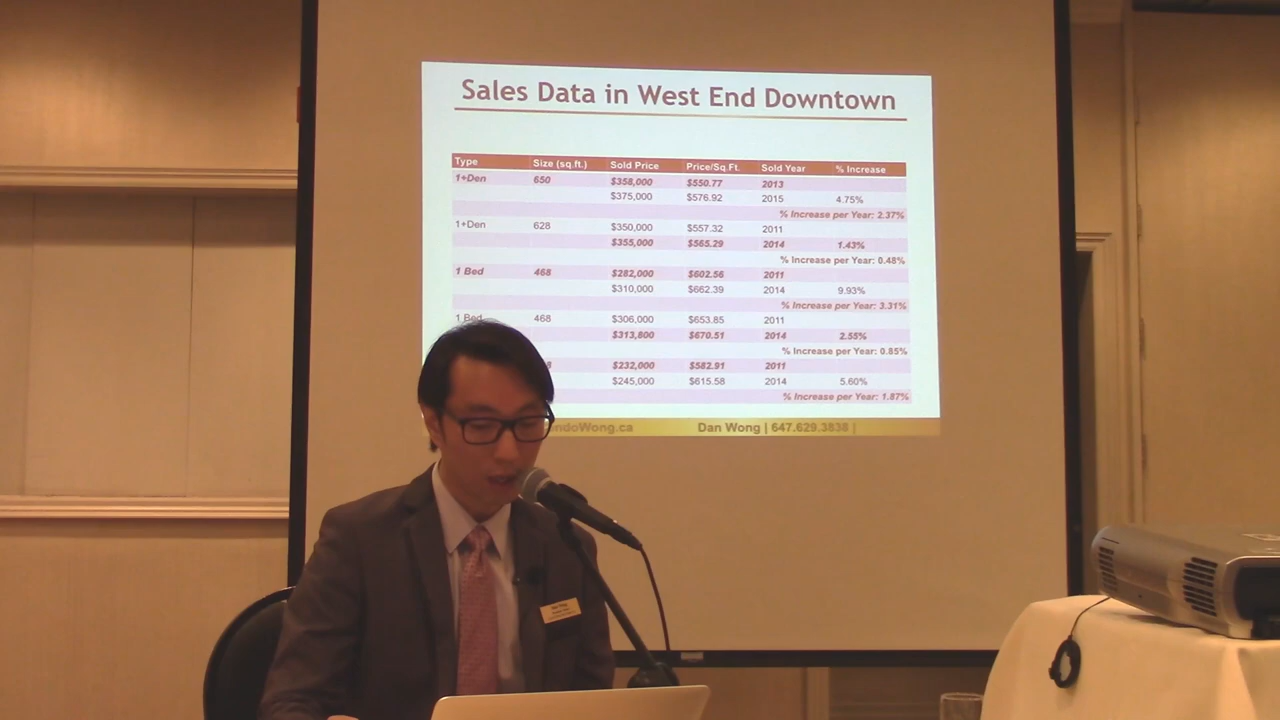 Sales Data in West End Downtown
Type Size (sq.ft.) Sold Price Price/Sq.Ft. Sold Year % Increase
1+Den 650 $358,000 $550.77 2013
$375,000 $576.92 2015 4.75%
% Increase per Year: 2.37%
1+Den 628 $350,000 $557.32 2011
$355,000 $565.29 2014 1.43%
% Increase per Year: 0.48%
1 Bed 468 $282,000 $602.56 2011
$310,000 $662.39 2014 9.93%
% Increase per Year: 3.31%
1 Bed 468 $306,000 $653.85 2011
$313,800 $670.51 2014 2.55%
% Increase per Year: 0.85%
$232,000 $582.91 2011
$245,000 $615.58 2014 5.60%
% Increase per Year: 1.87%
ondoWong.ca Dan Wong | 647.629.3838 |